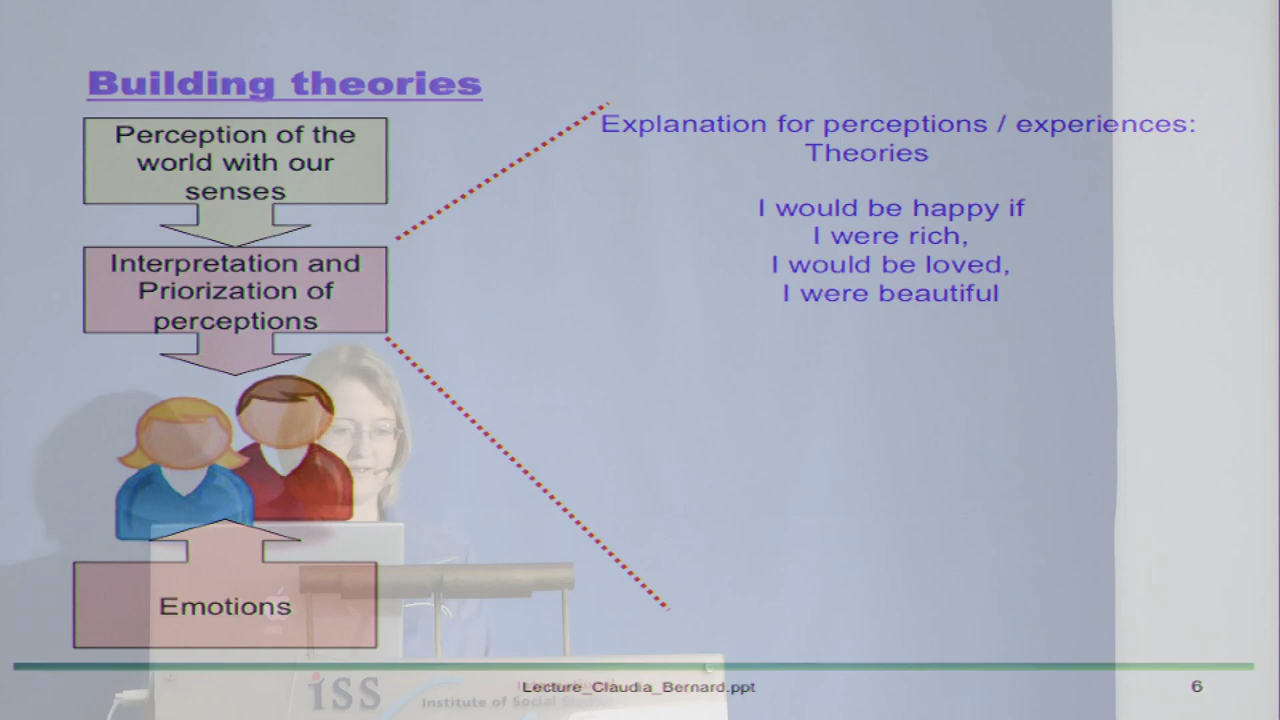 Building theories
Perception of the
world with our
senses
Interpretation and
Priorization of
perceptions
Emotions
Explanation for perceptions / experiences:
Theories
I would be happy if
I were rich,
I would be loved,
I were beautiful
iSS
Institute of Social
Lecture_Claudia_Bernard.ppt
6